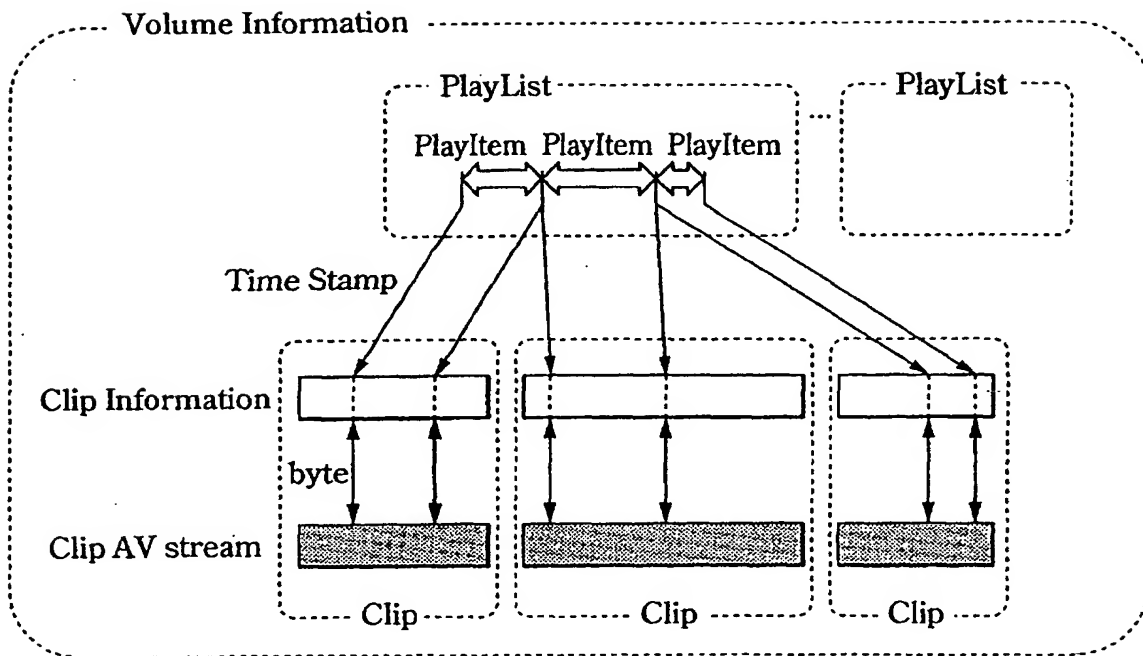 Volume Information
PlayList
PlayList
...
PlayItem PlayItem PlayItem
Time Stamp
Clip Information
byte
Clip AV stream
Clip
Clip
Clip